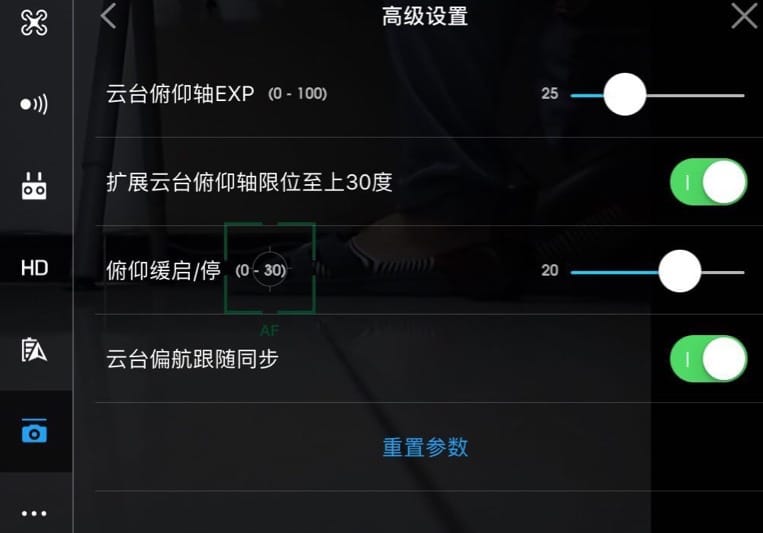 高级设置
云台俯仰轴EXP (0 - 100) 25
扩展云台俯仰轴限位至上30度
HD
俯仰缓启/停 (0 - 30) 20
AF
云台偏航跟随同步
重置参数